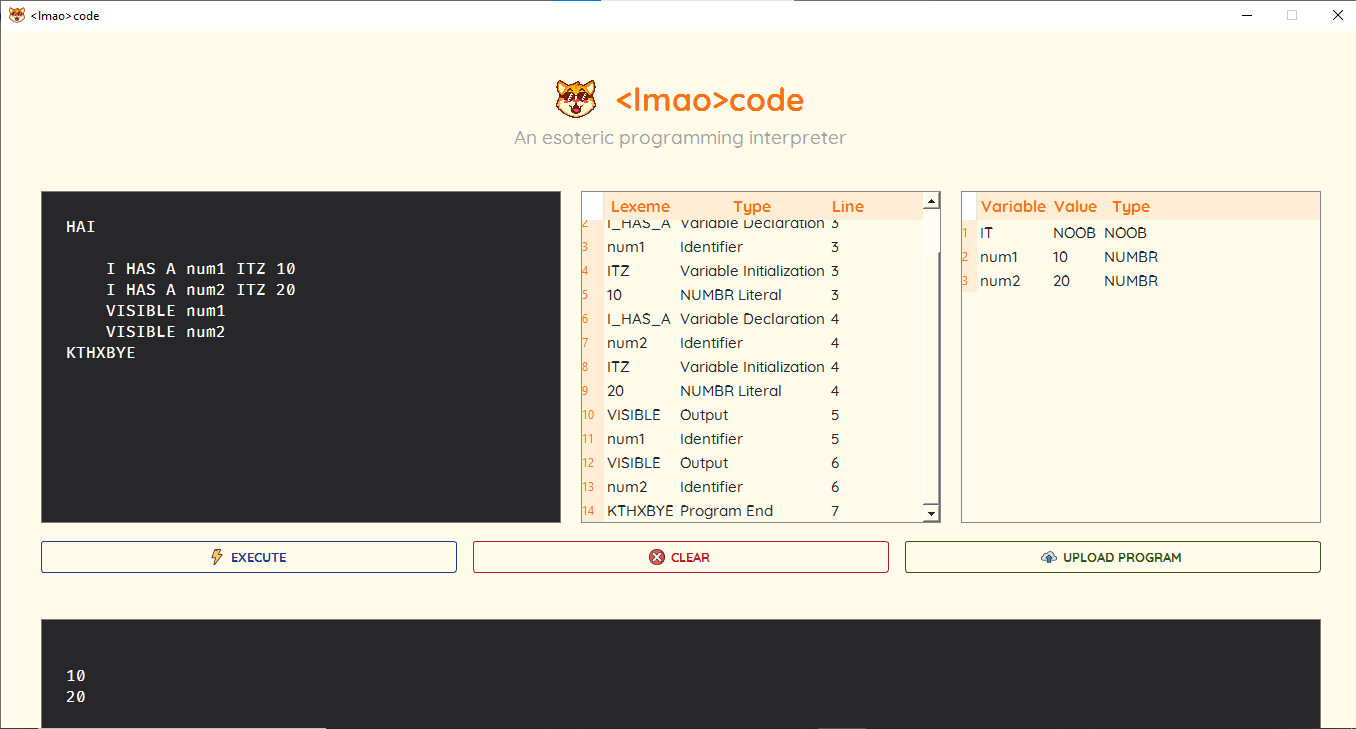 <lmao>code
<lmao>code
An esoteric programming interpreter
HAI
I HAS A num1 ITZ 10
I HAS A num2 ITZ 20
VISIBLE num1
VISIBLE num2
KTHXBYE
Lexeme Type Line
2 I_HAS_A Variable Declaration 3
3 num1 Identifier 3
4 ITZ Variable Initialization 3
5 10 NUMBR Literal 3
6 I_HAS_A Variable Declaration 4
7 num2 Identifier 4
8 ITZ Variable Initialization 4
9 20 NUMBR Literal 4
10 VISIBLE Output 5
11 num1 Identifier 5
12 VISIBLE Output 6
13 num2 Identifier 6
14 KTHXBYE Program End 7
Variable Value Type
1 IT NOOB NOOB
2 num1 10 NUMBR
3 num2 20 NUMBR
EXECUTE
CLEAR
UPLOAD PROGRAM
10
20